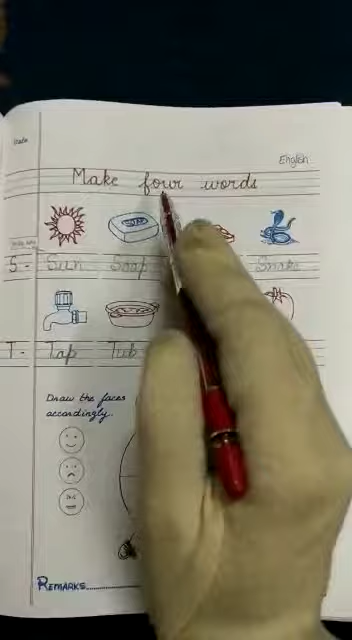 English
Make four words
S - Sun Soap Snake
T - Tap Tub
Draw the faces
accordingly.
REMARKS